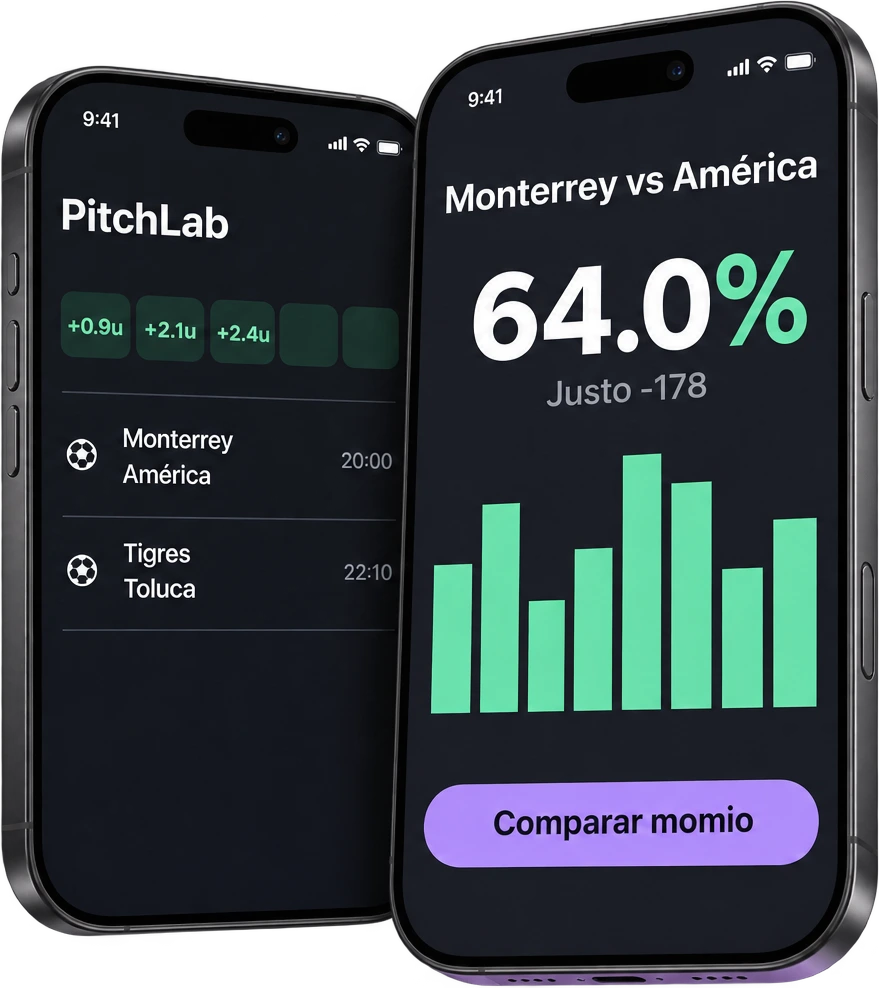 9:41
PitchLab
+0.9u +2.1u +2.4u
Monterrey
América
20:00
Tigres
Toluca
22:10
9:41
Monterrey vs América
64.0%
Justo -178
Comparar momio